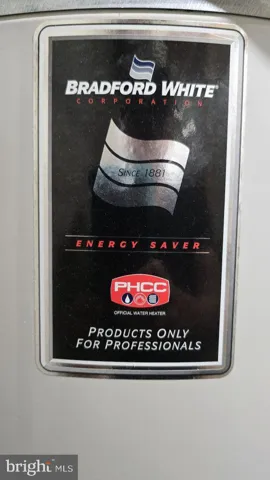 BRADFORD WHITE®
CORPORATION
SINCE 1881
ENERGY SAVER
PHCC
OFFICIAL WATER HEATER
PRODUCTS ONLY
FOR PROFESSIONALS
bright MLS